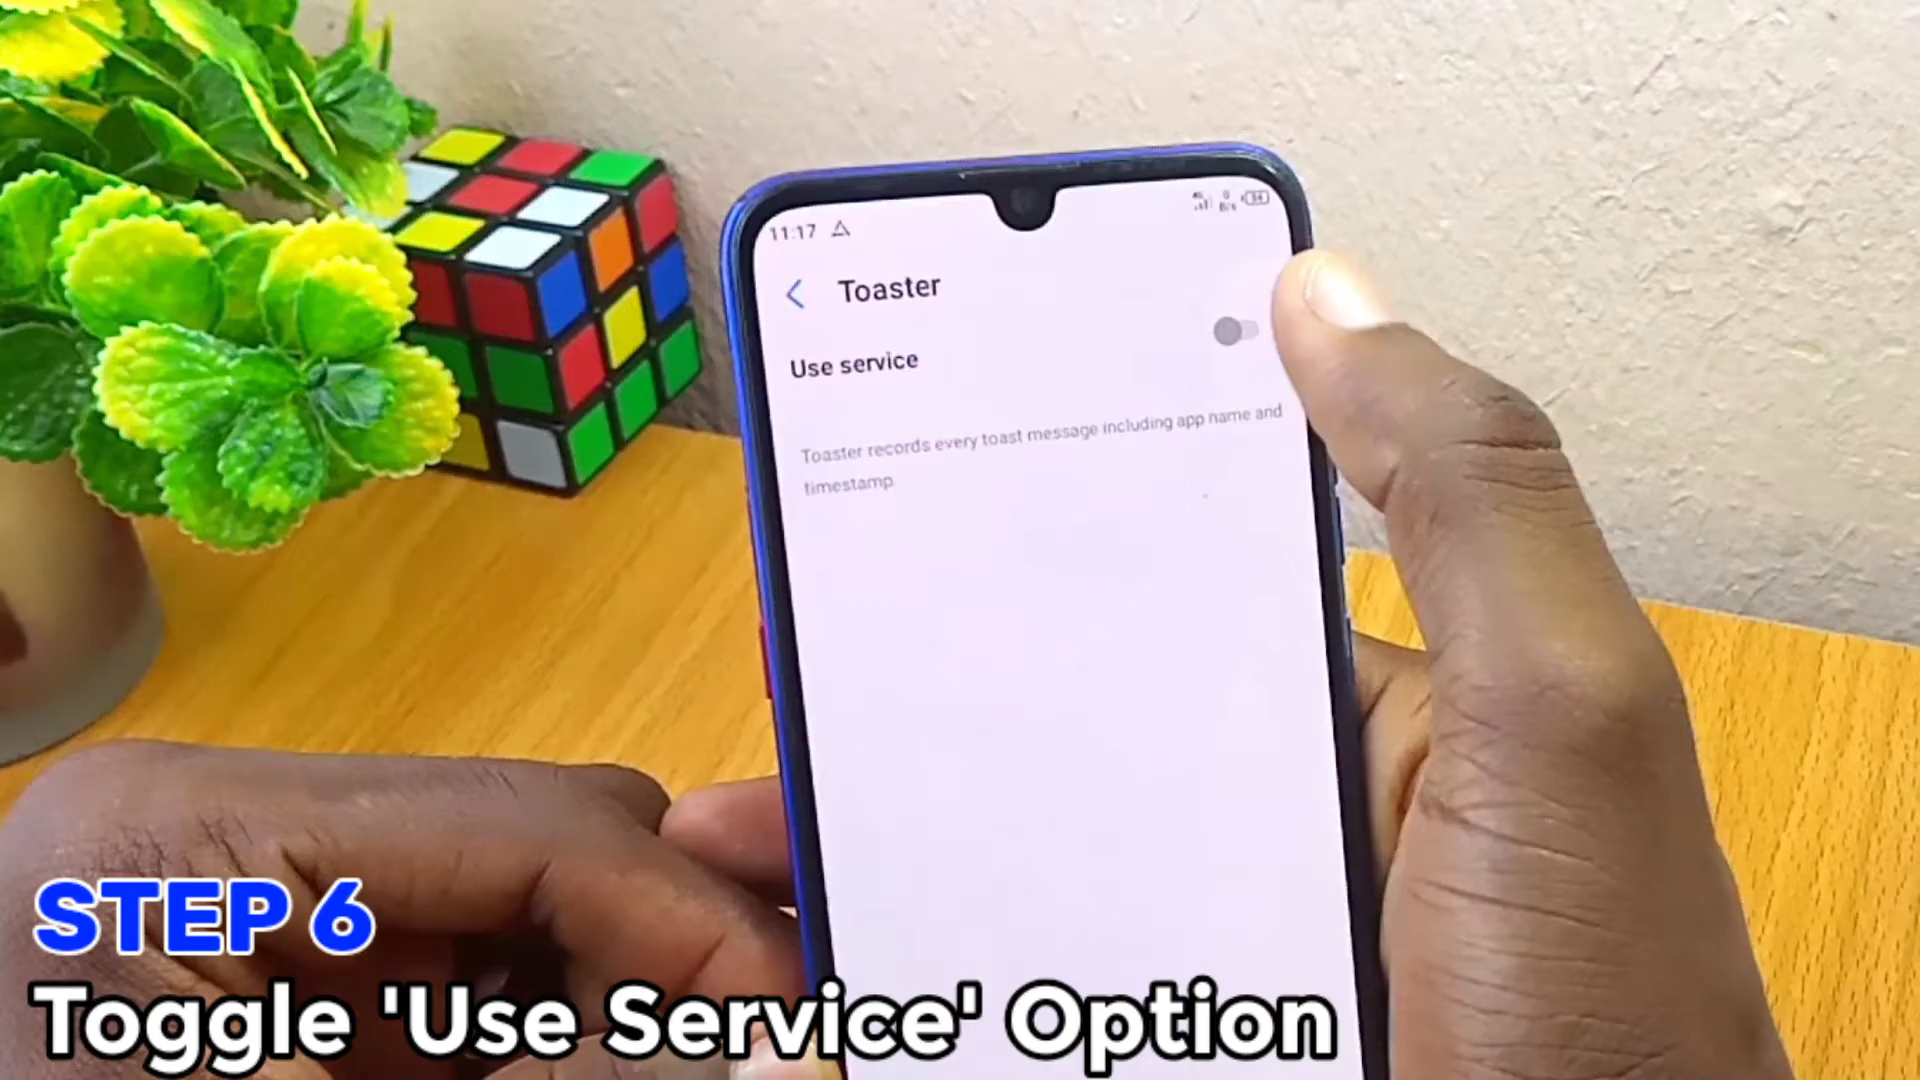 11:17
Toaster
Use service
Toaster records every toast message including app name and
timestamp
STEP 6
Toggle 'Use Service' Option